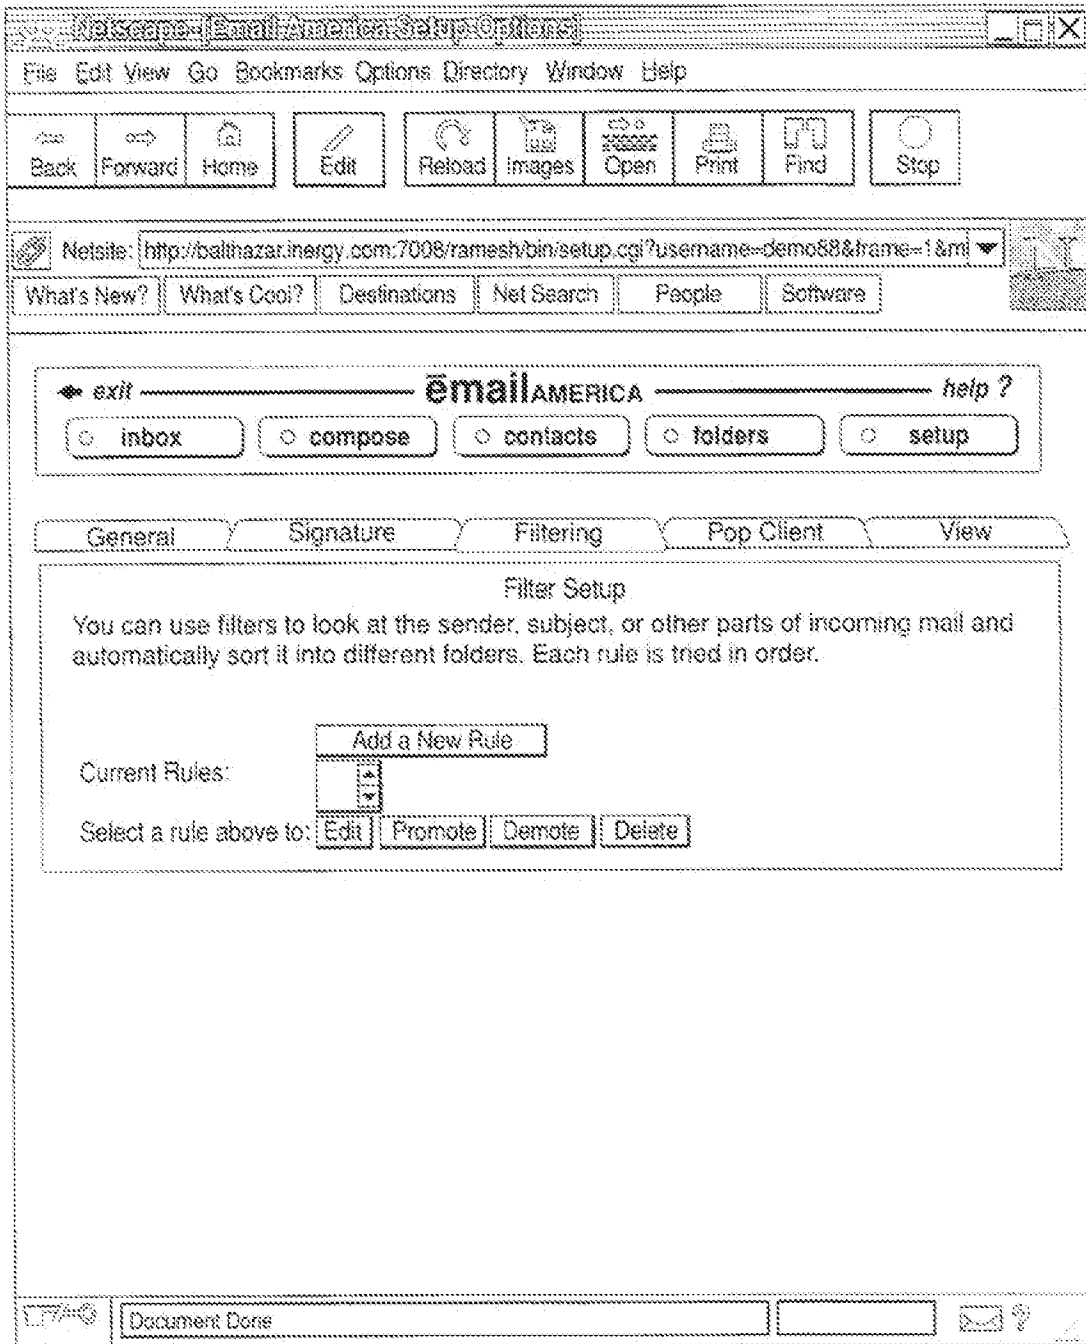 Netscape-[Email America Setup Options]
File Edit View Go Bookmarks Options Directory Window Help
Back Forward Home Edit Reload Images Open Print Find Stop
Netsite: http://balthazar.inergy.com:7008/ramesh/bin/setup.cgi?username=demo88&frame=1&m
What's New? What's Cool? Destinations Net Search People Software
N
exit ēmailAMERICA help ?
inbox compose contacts folders setup
General Signature Filtering Pop Client View
Filter Setup
You can use filters to look at the sender, subject, or other parts of incoming mail and
automatically sort it into different folders. Each rule is tried in order.
Add a New Rule
Current Rules:
Select a rule above to: Edit Promote Demote Delete
Document Done